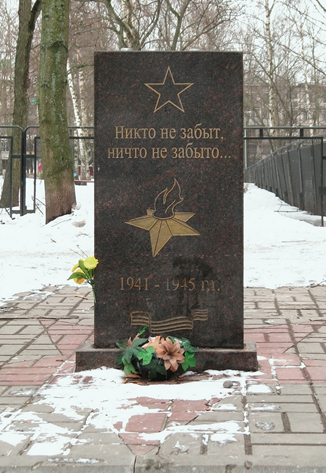 Никто не забыт,
ничто не забыто...
1941 - 1945 г.г.